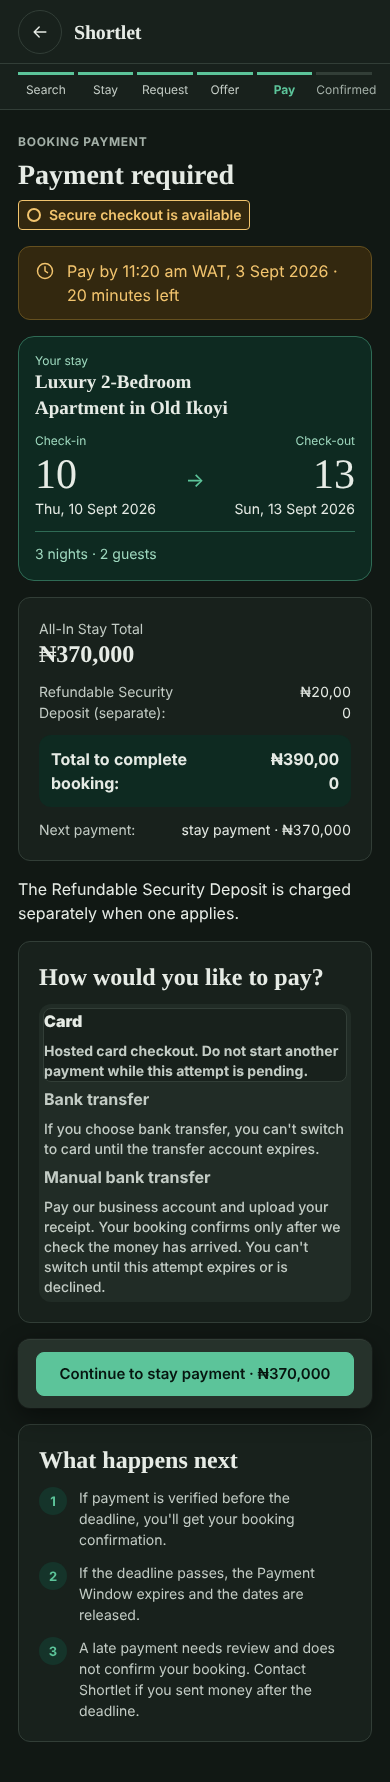 Shortlet
Search Stay Request Offer Pay Confirmed
BOOKING PAYMENT
Payment required
Secure checkout is available
Pay by 11:20 am WAT, 3 Sept 2026 ·
20 minutes left
Your stay
Luxury 2-Bedroom
Apartment in Old Ikoyi
Check-in Check-out
10 → 13
Thu, 10 Sept 2026 Sun, 13 Sept 2026
3 nights · 2 guests
All-In Stay Total
₦370,000
Refundable Security ₦20,00
Deposit (separate): 0
Total to complete ₦390,00
booking: 0
Next payment: stay payment · ₦370,000
The Refundable Security Deposit is charged
separately when one applies.
How would you like to pay?
Card
Hosted card checkout. Do not start another
payment while this attempt is pending.
Bank transfer
If you choose bank transfer, you can't switch
to card until the transfer account expires.
Manual bank transfer
Pay our business account and upload your
receipt. Your booking confirms only after we
check the money has arrived. You can't
switch until this attempt expires or is
declined.
Continue to stay payment · ₦370,000
What happens next
1 If payment is verified before the
deadline, you'll get your booking
confirmation.
2 If the deadline passes, the Payment
Window expires and the dates are
released.
3 A late payment needs review and does
not confirm your booking. Contact
Shortlet if you sent money after the
deadline.